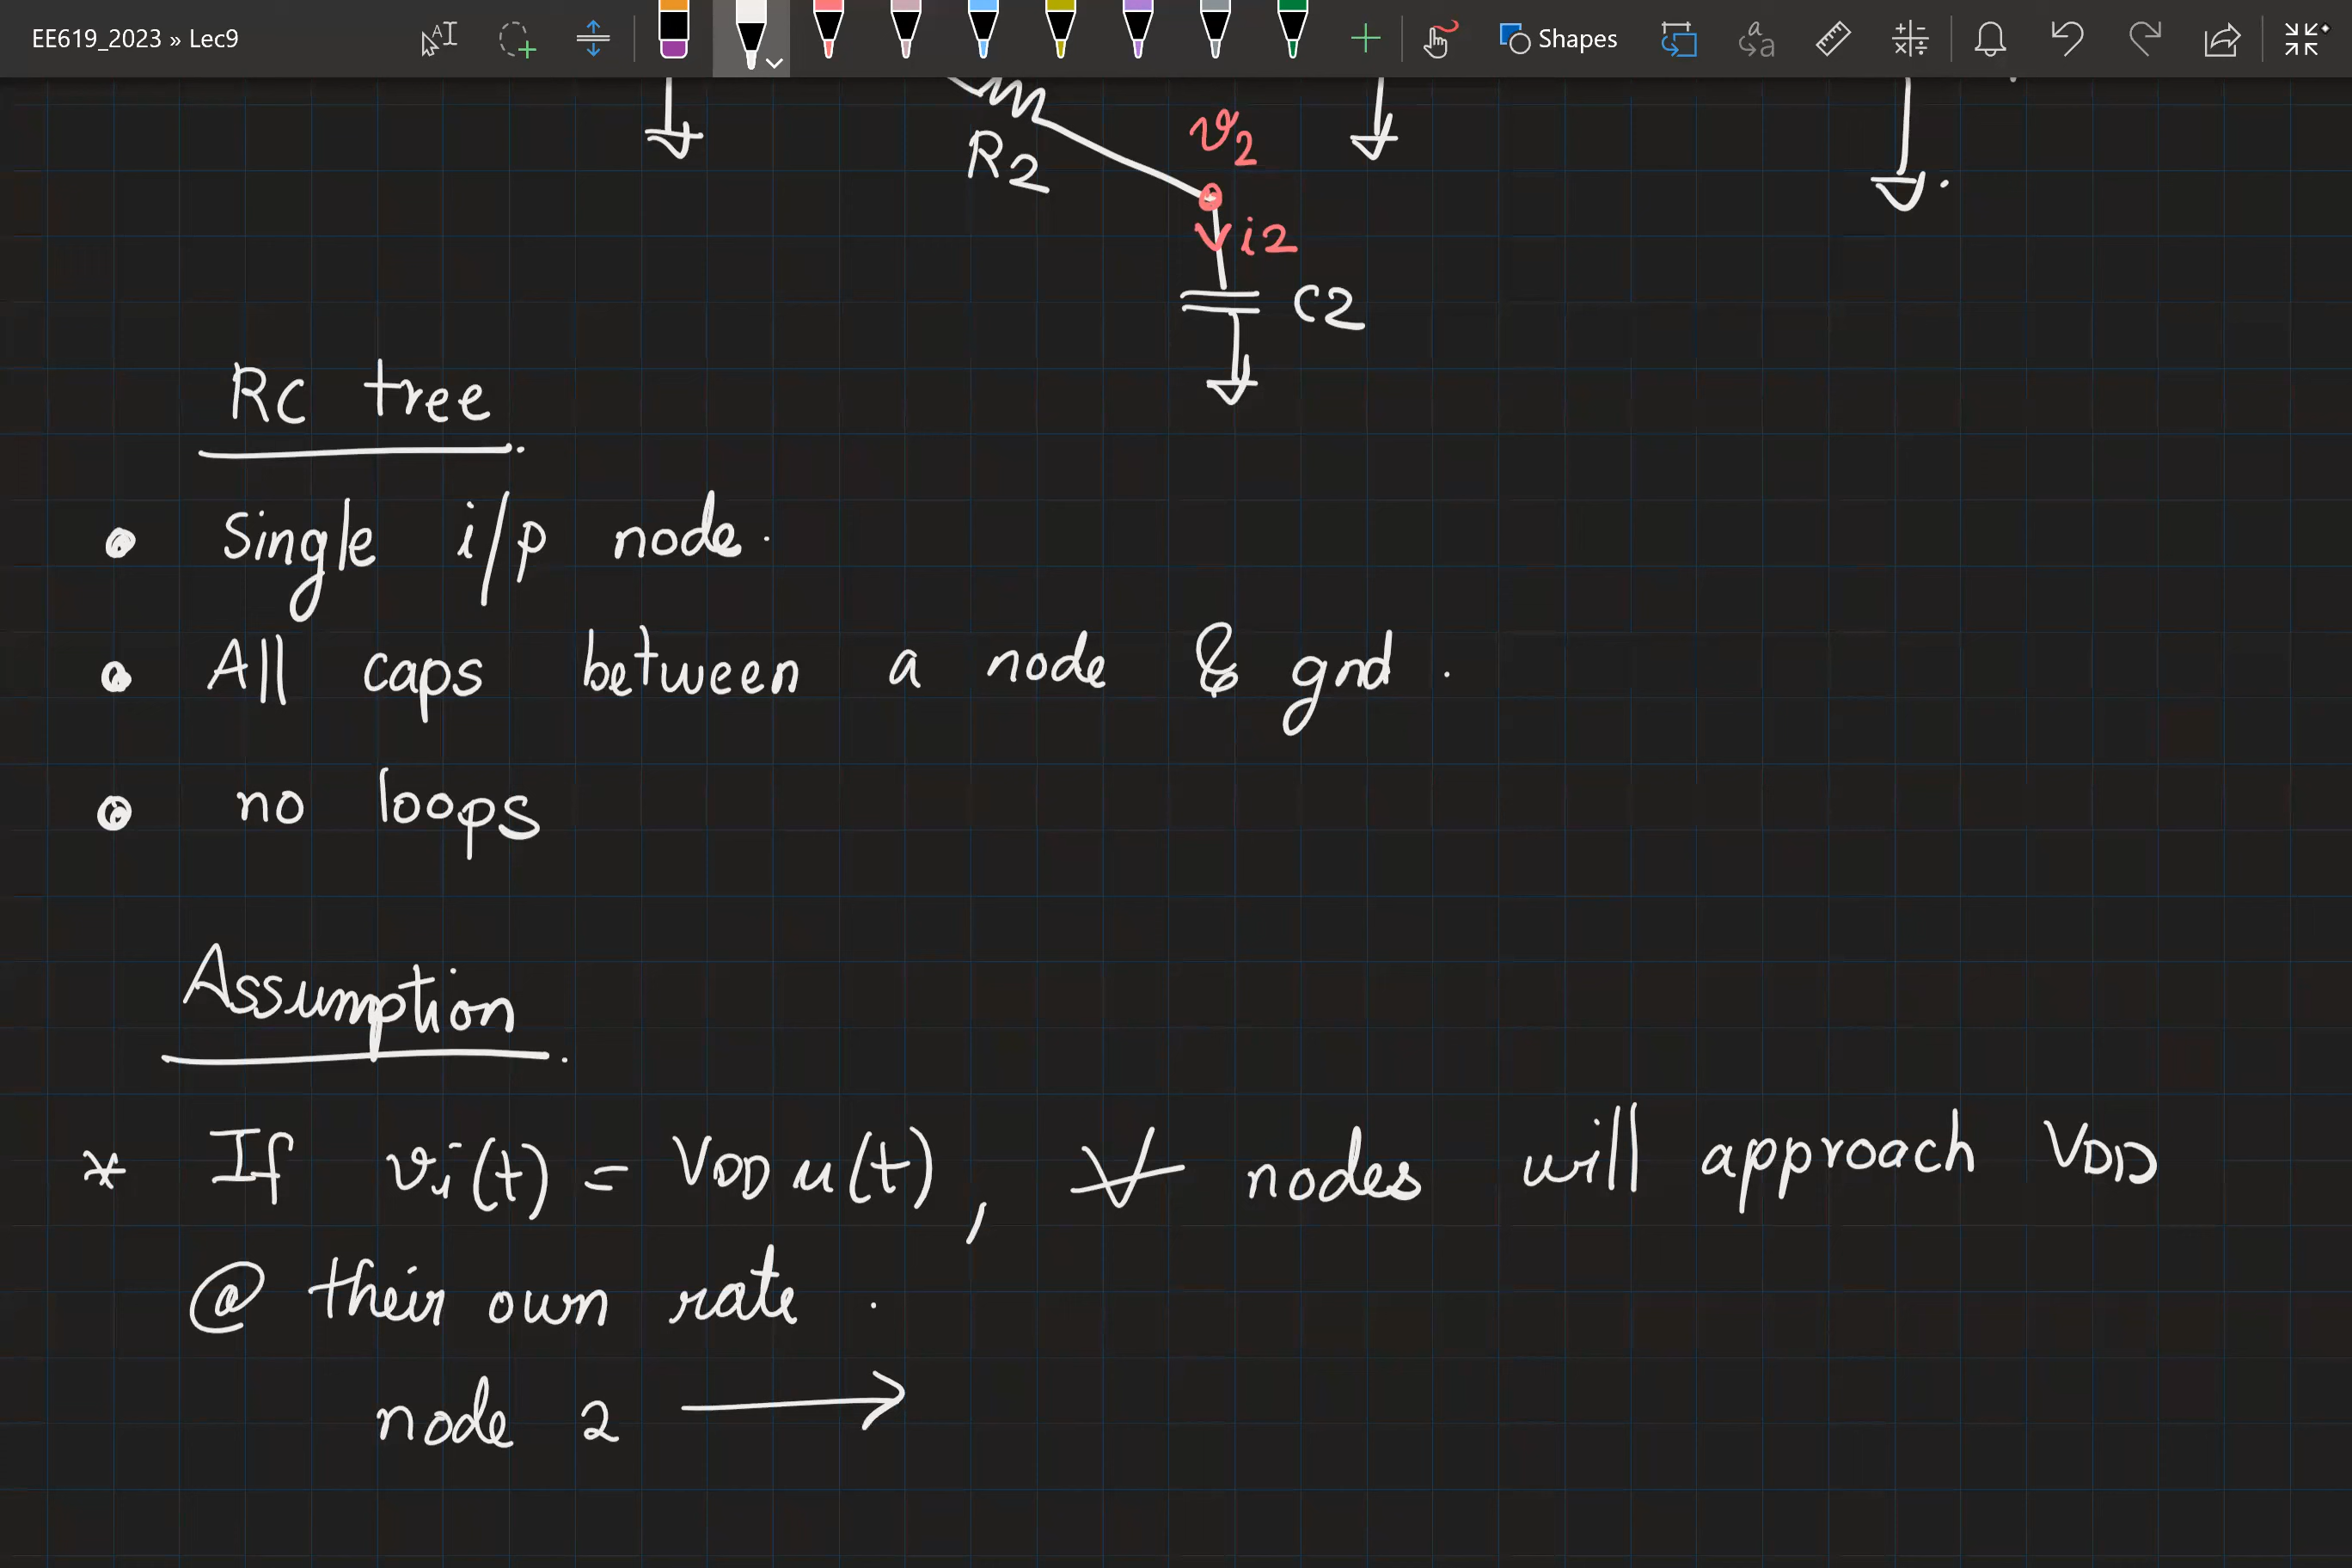 EE619_2023 » Lec9
Shapes
R2
v2
i2
C2
RC tree
Single i/p node.
All caps between a node & gnd.
no loops
Assumption
* If vi(t) = VDD u(t), ∀ nodes will approach VDD
@ their own rate.
node 2 →